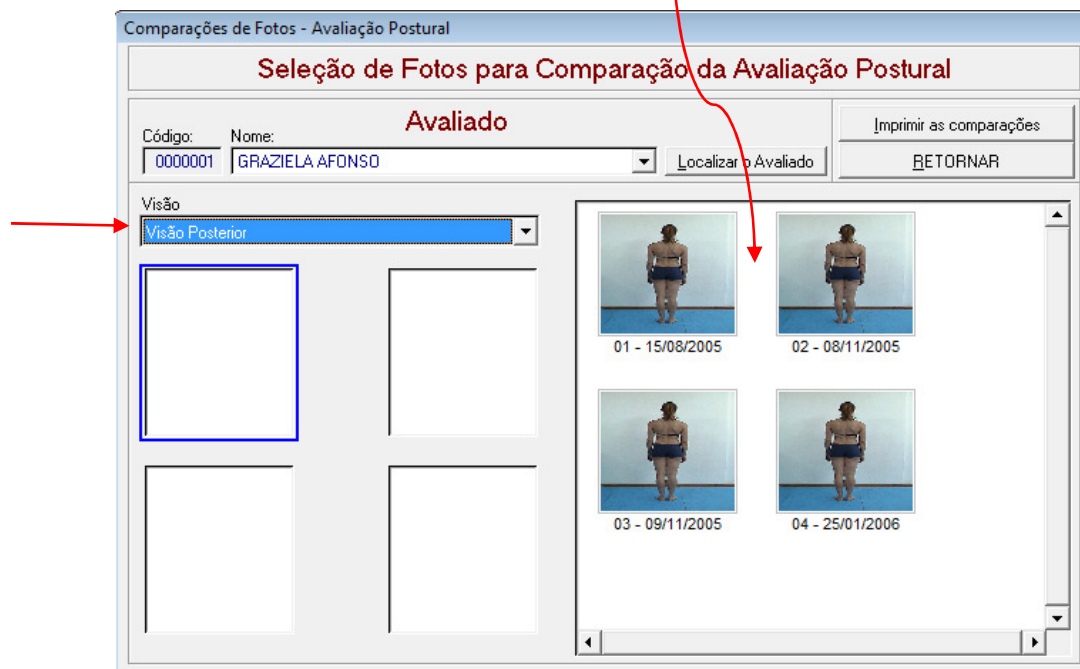 Comparações de Fotos - Avaliação Postural
Seleção de Fotos para Comparação da Avaliação Postural
Avaliado
Código: Nome:
0000001 GRAZIELA AFONSO
Localizar o Avaliado
Imprimir as comparações
RETORNAR
Visão
Visão Posterior
01 - 15/08/2005 02 - 08/11/2005
03 - 09/11/2005 04 - 25/01/2006